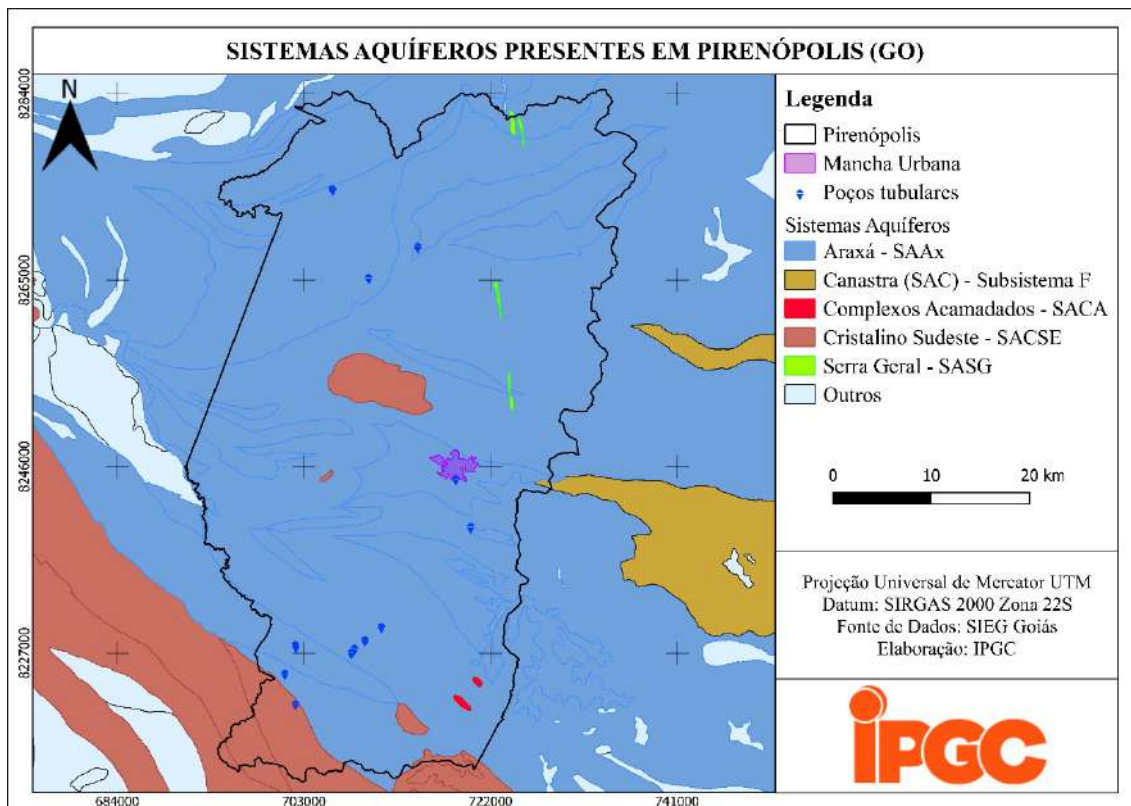 SISTEMAS AQUÍFEROS PRESENTES EM PIRENÓPOLIS (GO)
N
8284000
8265000
8246000
8227000
684000
703000
722000
741000
Legenda
Pirenópolis
Mancha Urbana
Poços tubulares
Sistemas Aquíferos
Araxá - SAAx
Canastra (SAC) - Subsistema F
Complexos Acamadados - SACA
Cristalino Sudeste - SACSE
Serra Geral - SASG
Outros
0 10 20 km
Projeção Universal de Mercator UTM
Datum: SIRGAS 2000 Zona 22S
Fonte de Dados: SIEG Goiás
Elaboração: IPGC
iPGC